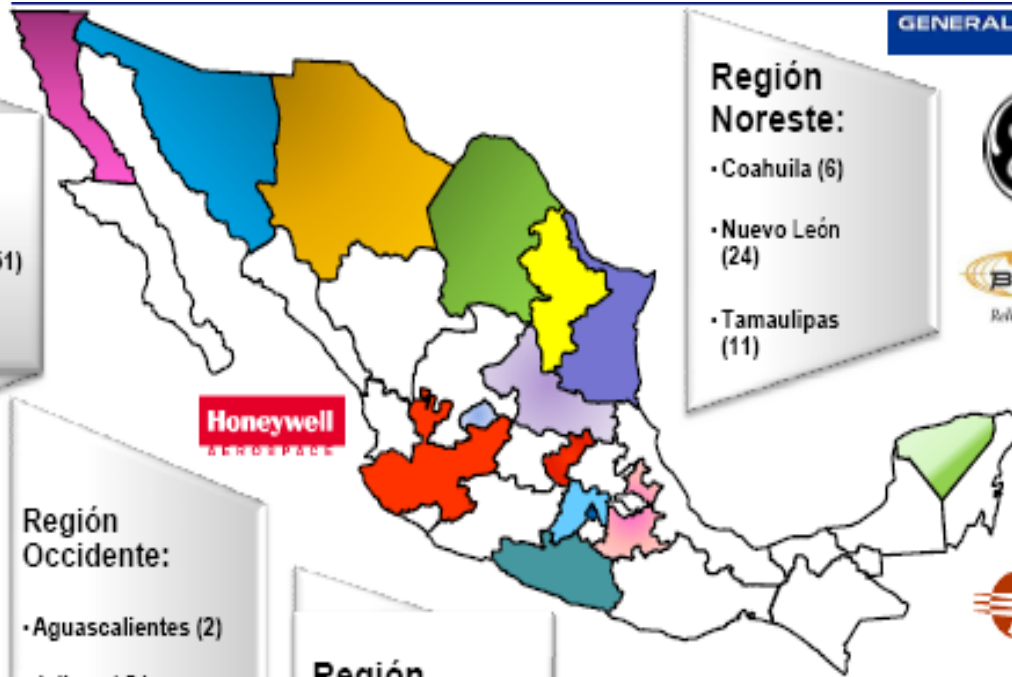 GENERAL
Región
Noreste:
· Coahuila (6)
· Nuevo León
(24)
· Tamaulipas
(11)
Honeywell
AEROSPACE
Región
Occidente:
· Aguascalientes (2)
Región